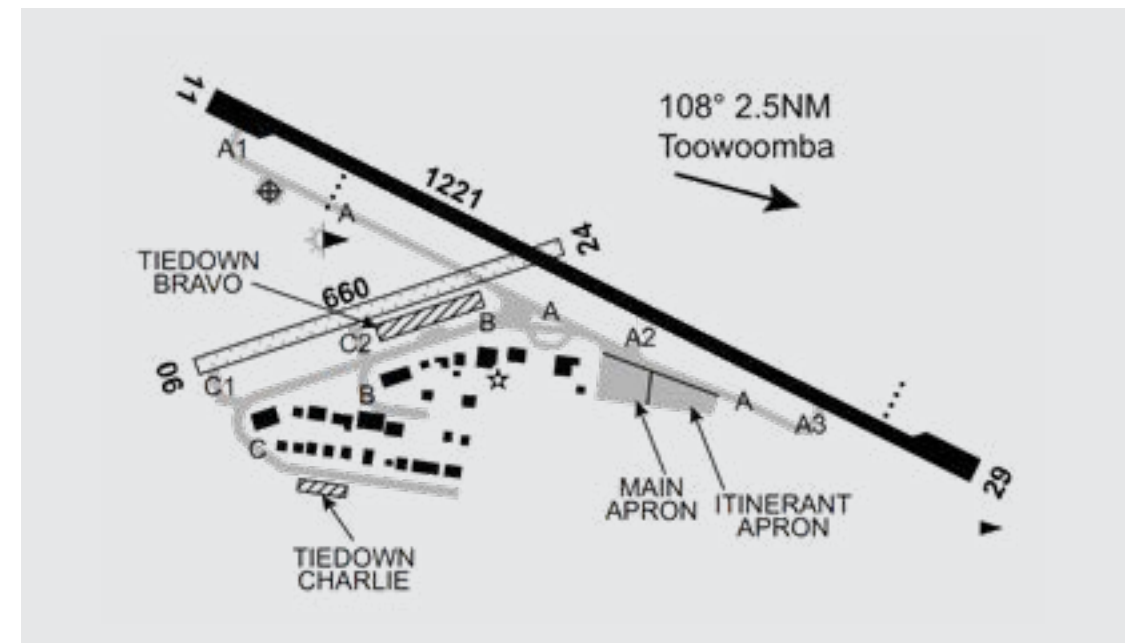 11
108° 2.5NM
Toowoomba
A1
1221
A
24
TIEDOWN
BRAVO
660
B
A
C2
A2
06
C1
B
A
A3
C
MAIN
APRON
ITINERANT
APRON
29
TIEDOWN
CHARLIE